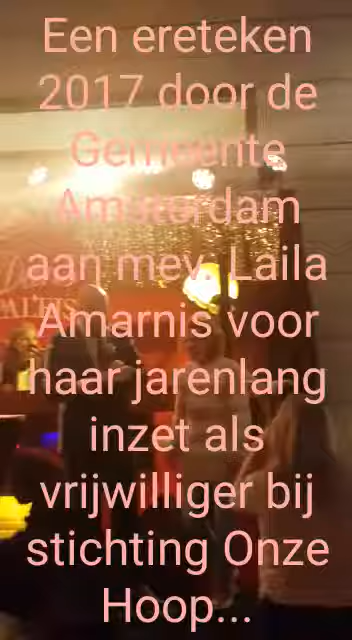 Een ereteken
2017 door de
Gemeente
Amsterdam
aan mev. Laila
Amarnis voor
haar jarenlang
inzet als
vrijwilliger bij
stichting Onze
Hoop...